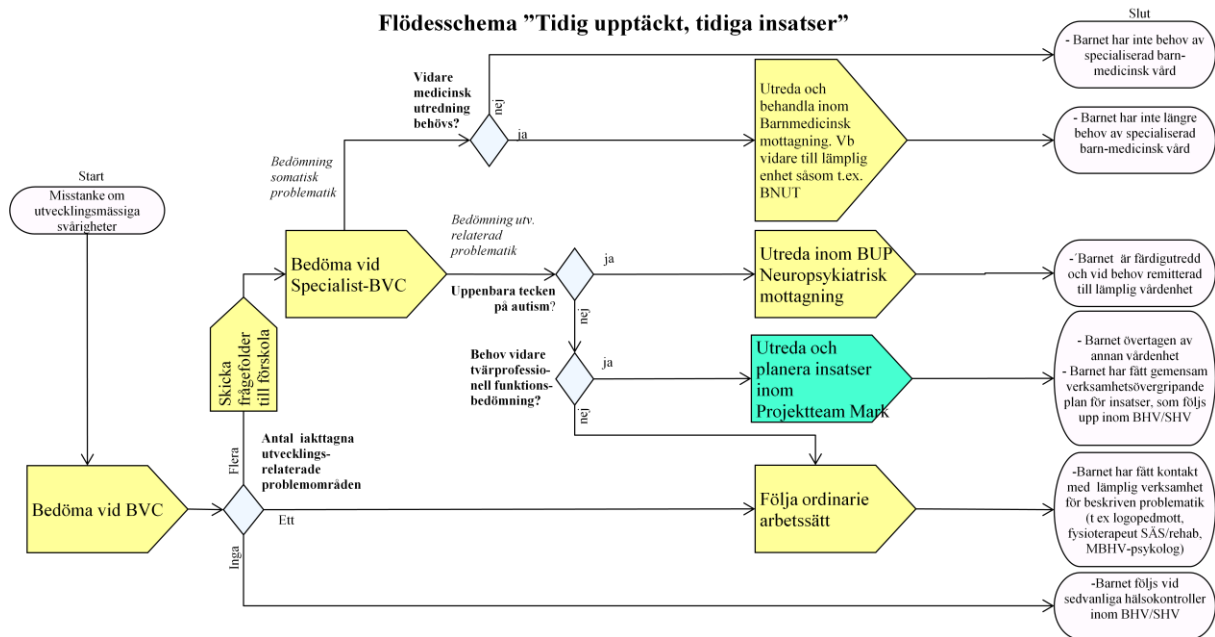 Flödesschema ”Tidig upptäckt, tidiga insatser”
Slut
- Barnet har inte behov av
specialiserad barn-
medicinsk vård
Vidare
medicinsk
utredning
behövs?
nej
ja
Utreda och
behandla inom
Barnmedicinsk
mottagning. Vb
vidare till lämplig
enhet såsom t.ex.
BNUT
- Barnet har inte längre
behov av specialiserad
barn-medicinsk vård
Bedömning
somatisk
problematik
Start
Misstanke om
utvecklingsmässiga
svårigheter
Bedömning utv.
relaterad
problematik
Bedöma vid
Specialist-BVC
Uppenbara tecken
på autism?
ja
nej
Utreda inom BUP
Neuropsykiatrisk
mottagning
-´Barnet är färdigutredd
och vid behov remitterad
till lämplig vårdenhet
Skicka
frågefolder
till förskola
Behov vidare
tvärprofessio-
nell funktions-
bedömning?
ja
nej
Utreda och
planera insatser
inom
Projektteam Mark
- Barnet övertagen av
annan vårdenhet
- Barnet har fått gemensam
verksamhetsövergripande
plan för insatser, som följs
upp inom BHV/SHV
Flera
Antal iakttagna
utvecklings-
relaterade
problemområden
Bedöma vid BVC
Ett
Inga
Följa ordinarie
arbetssätt
-Barnet har fått kontakt
med lämplig verksamhet
för beskriven problematik
(t ex logopedmott,
fysioterapeut SÄS/rehab,
MBHV-psykolog)
-Barnet följs vid
sedvanliga hälsokontroller
inom BHV/SHV